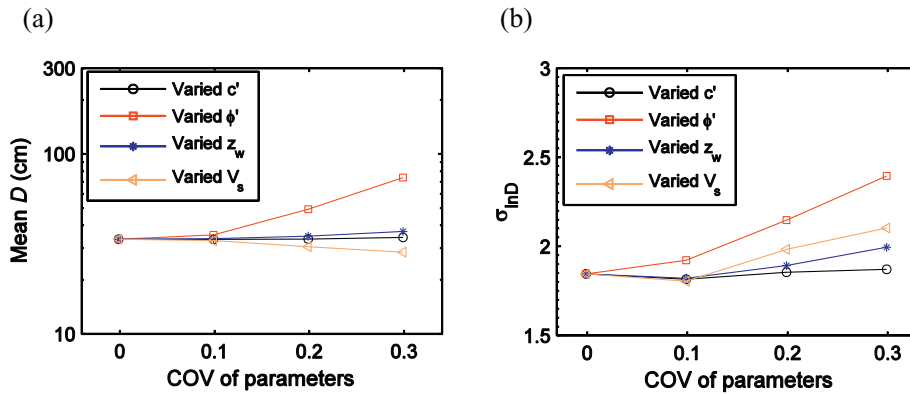 (a)
300
100
10
Mean D (cm)
Varied c'
Varied ϕ'
Varied z_w
Varied V_s
0 0.1 0.2 0.3
COV of parameters
(b)
3
2.5
2
1.5
σ_lnD
Varied c'
Varied ϕ'
Varied z_w
Varied V_s
0 0.1 0.2 0.3
COV of parameters